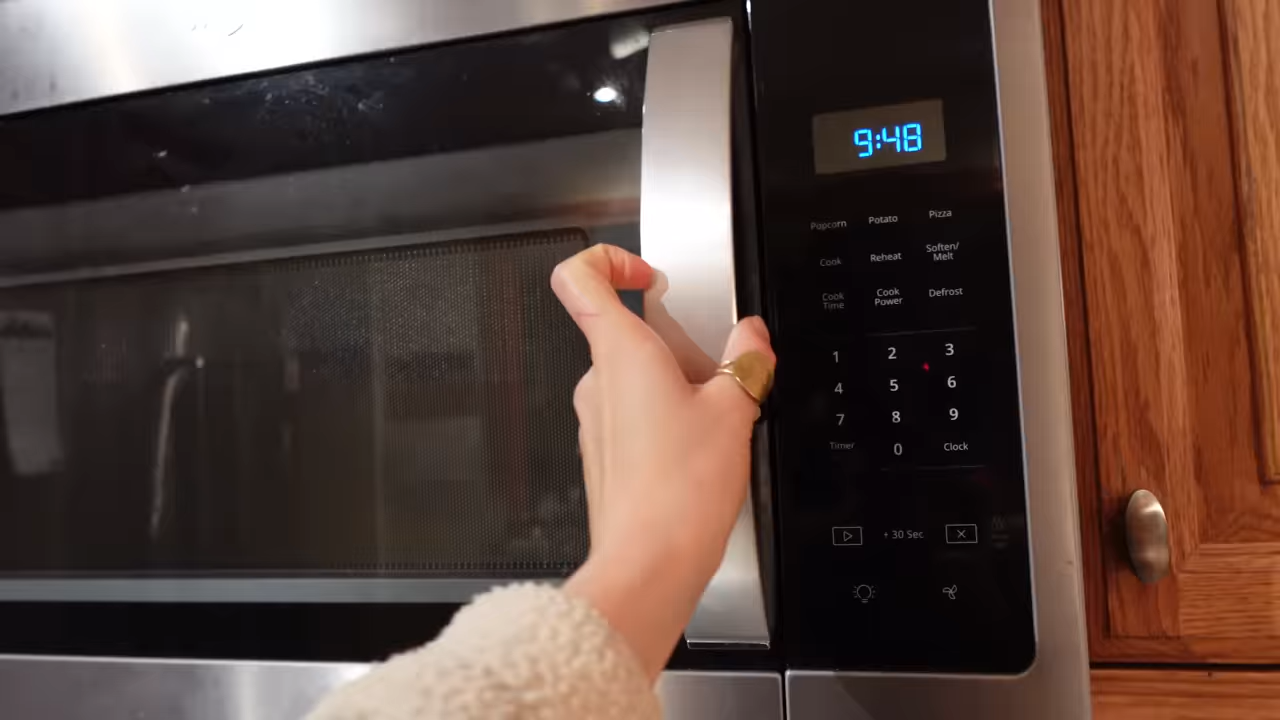 9:48
Popcorn Potato Pizza
Cook Reheat Soften/
Melt
Cook
Time Cook
Power Defrost
1 2 3
4 5 6
7 8 9
Timer 0 Clock
+ 30 Sec